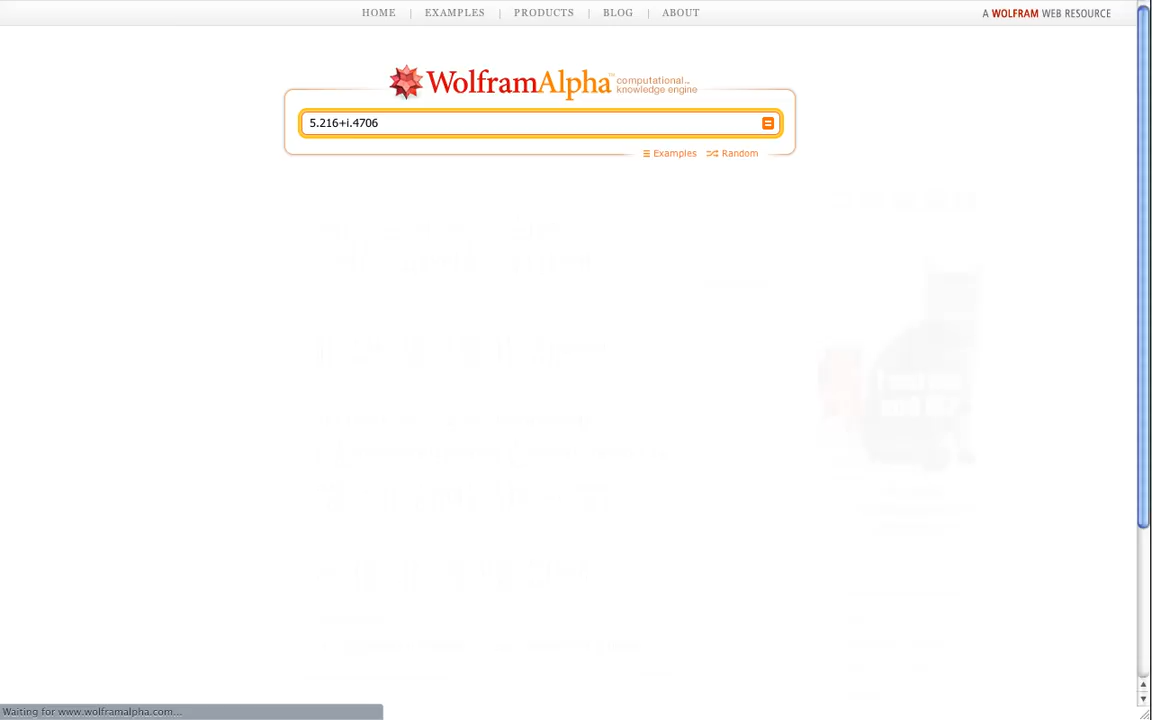 HOME | EXAMPLES | PRODUCTS | BLOG | ABOUT
A WOLFRAM WEB RESOURCE
WolframAlpha™ computational...
knowledge engine
5.216+i.4706
Examples Random
Waiting for www.wolframalpha.com...